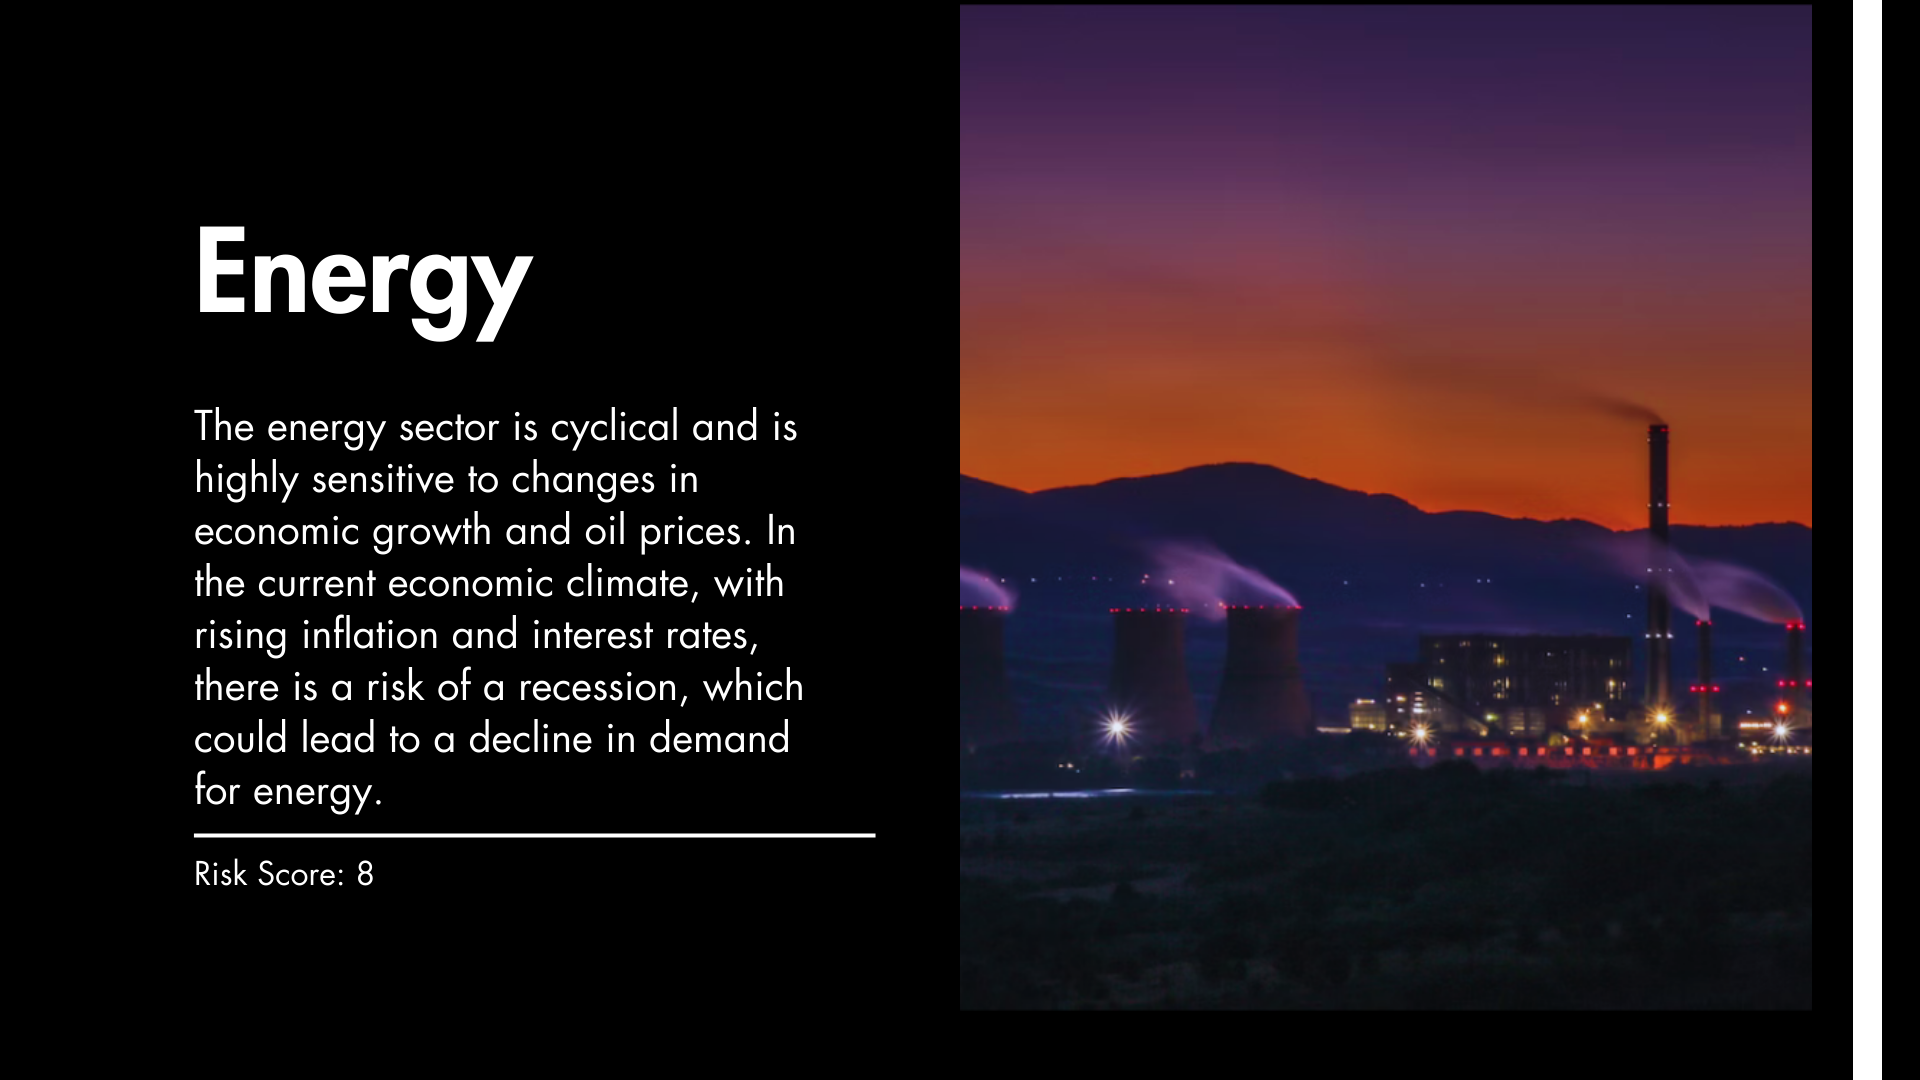 Energy
The energy sector is cyclical and is
highly sensitive to changes in
economic growth and oil prices. In
the current economic climate, with
rising inflation and interest rates,
there is a risk of a recession, which
could lead to a decline in demand
for energy.
Risk Score: 8